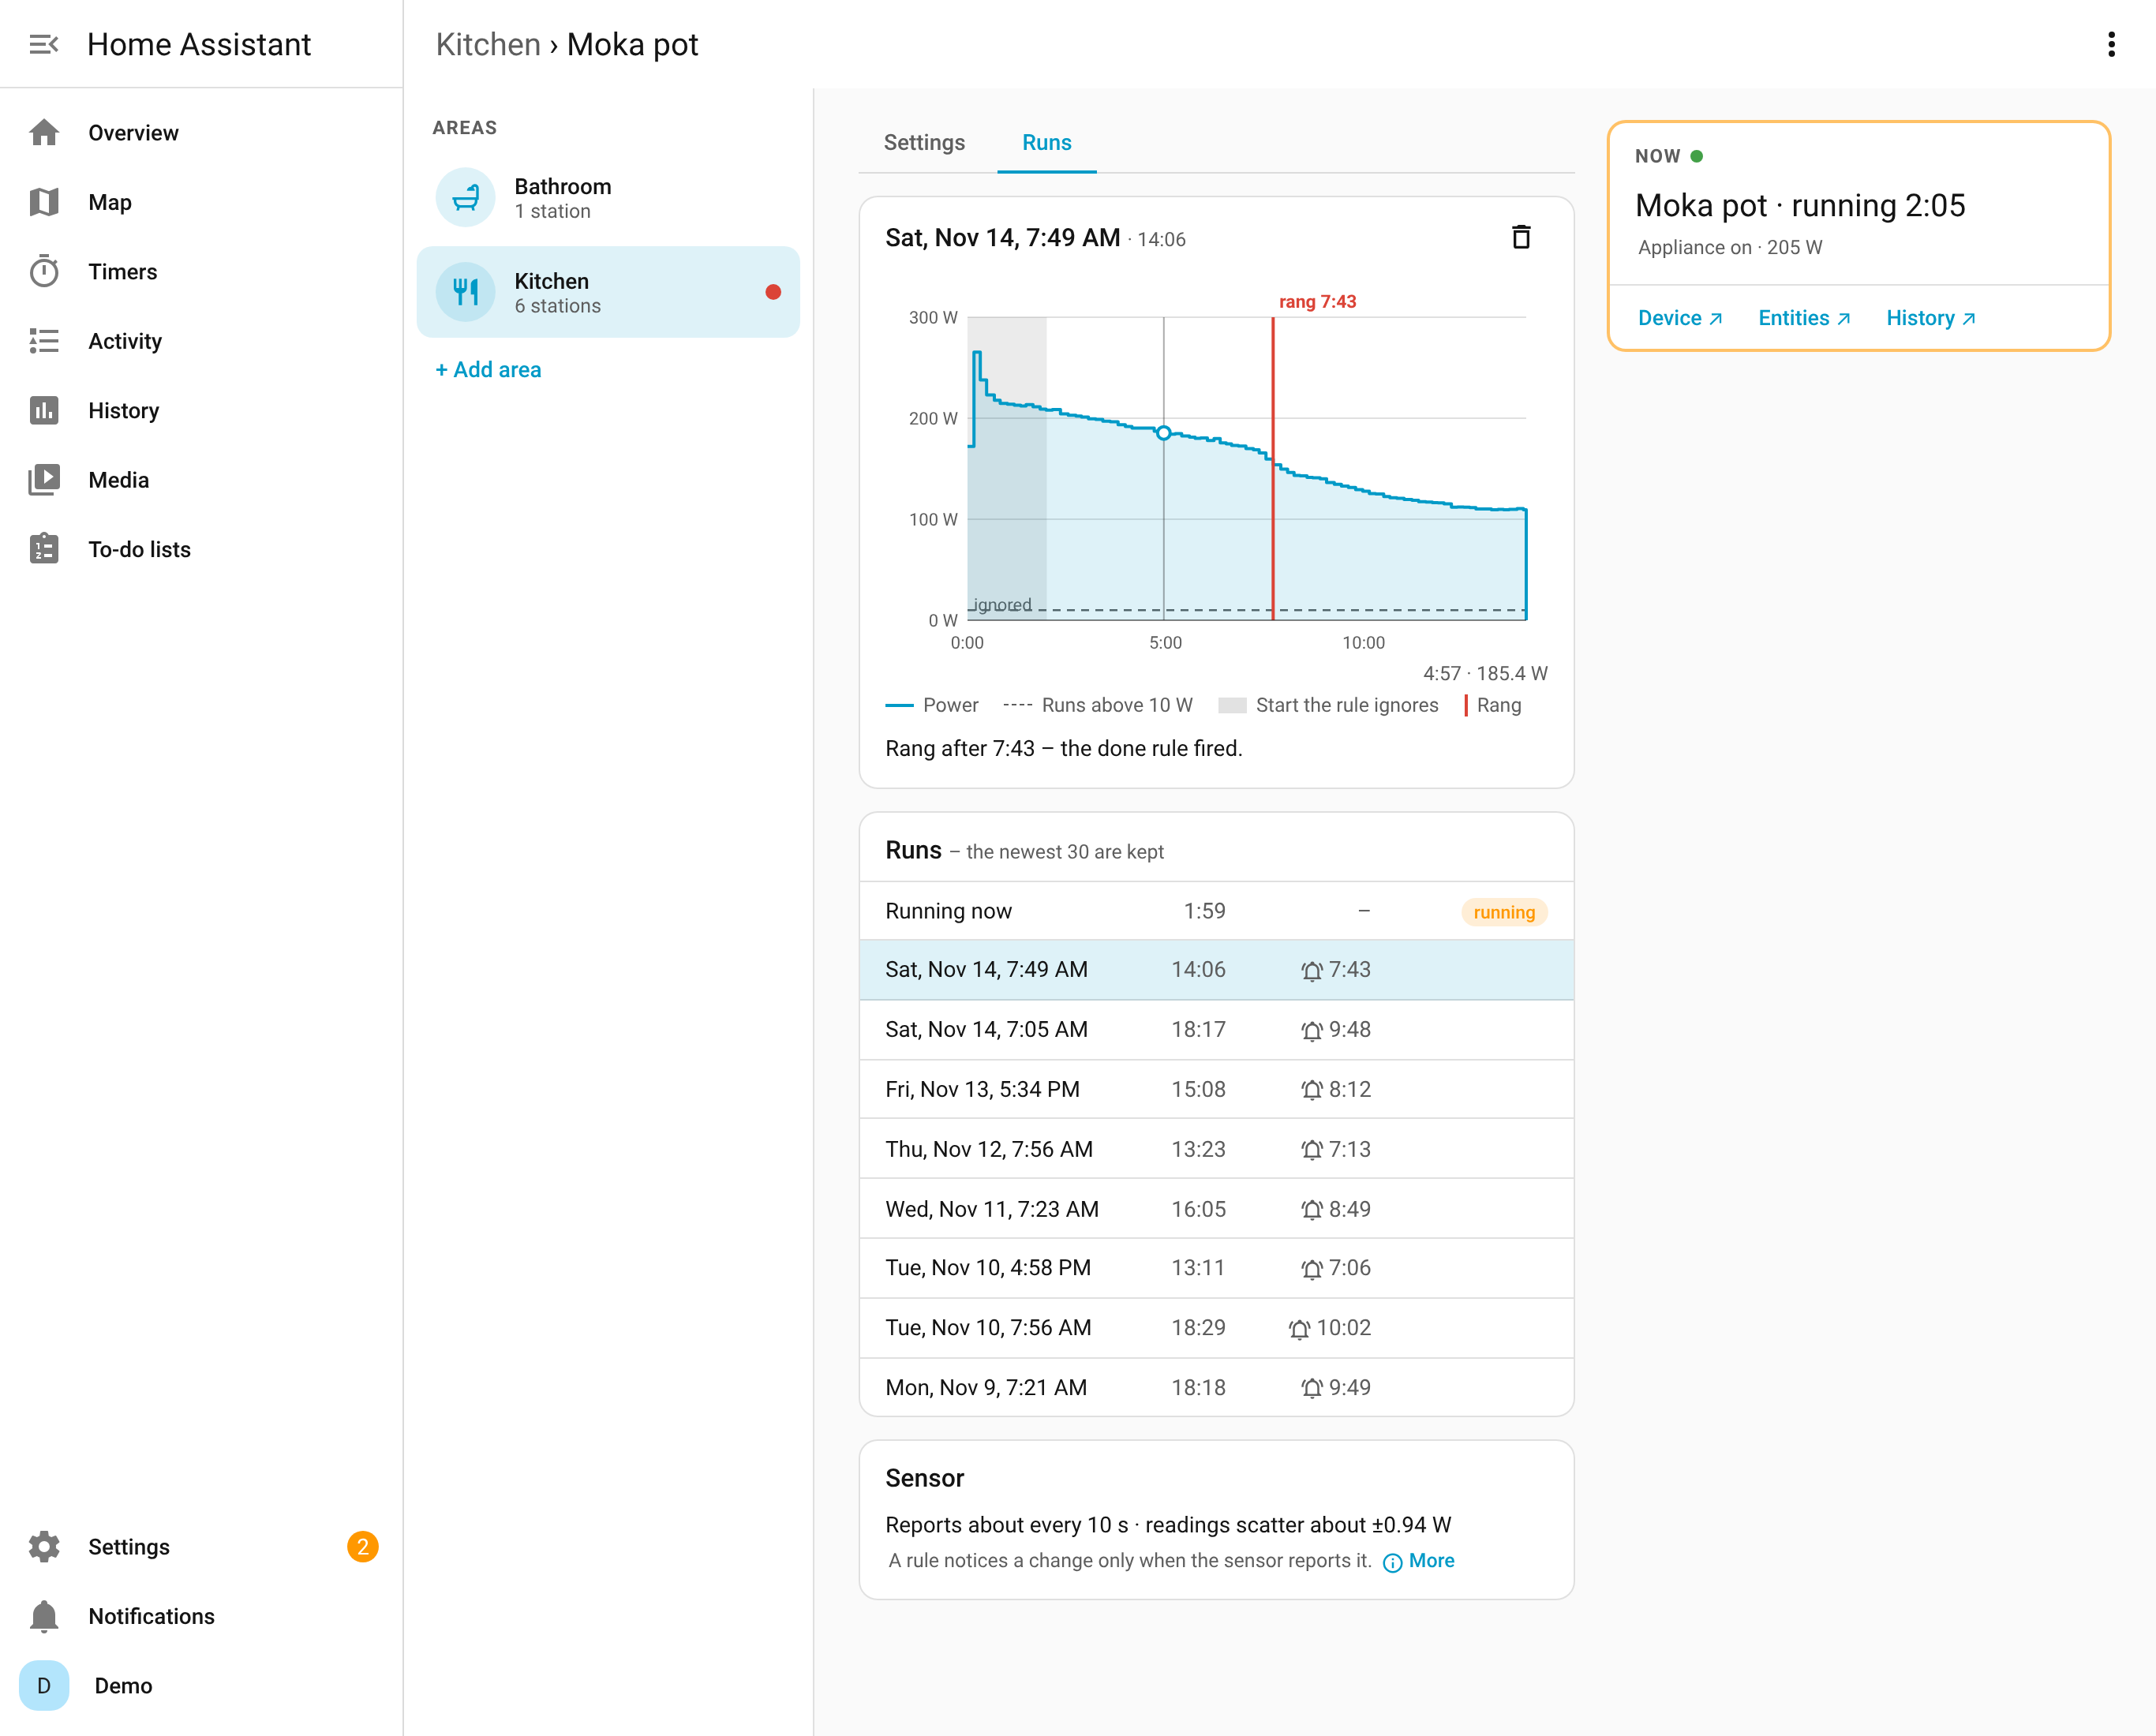 Home Assistant
Overview
Map
Timers
Activity
History
Media
To-do lists
Settings
2
Notifications
D
Demo
Kitchen › Moka pot
AREAS
Bathroom
1 station
Kitchen
6 stations
+ Add area
Settings
Runs
Sat, Nov 14, 7:49 AM · 14:06
rang 7:43
300 W
200 W
100 W
0 W
ignored
0:00
5:00
10:00
4:57 · 185.4 W
Power
Runs above 10 W
Start the rule ignores
Rang
Rang after 7:43 – the done rule fired.
Runs – the newest 30 are kept
Running now 1:59 – running
Sat, Nov 14, 7:49 AM 14:06 7:43
Sat, Nov 14, 7:05 AM 18:17 9:48
Fri, Nov 13, 5:34 PM 15:08 8:12
Thu, Nov 12, 7:56 AM 13:23 7:13
Wed, Nov 11, 7:23 AM 16:05 8:49
Tue, Nov 10, 4:58 PM 13:11 7:06
Tue, Nov 10, 7:56 AM 18:29 10:02
Mon, Nov 9, 7:21 AM 18:18 9:49
Sensor
Reports about every 10 s · readings scatter about ±0.94 W
A rule notices a change only when the sensor reports it. More
NOW
Moka pot · running 2:05
Appliance on · 205 W
Device
Entities
History